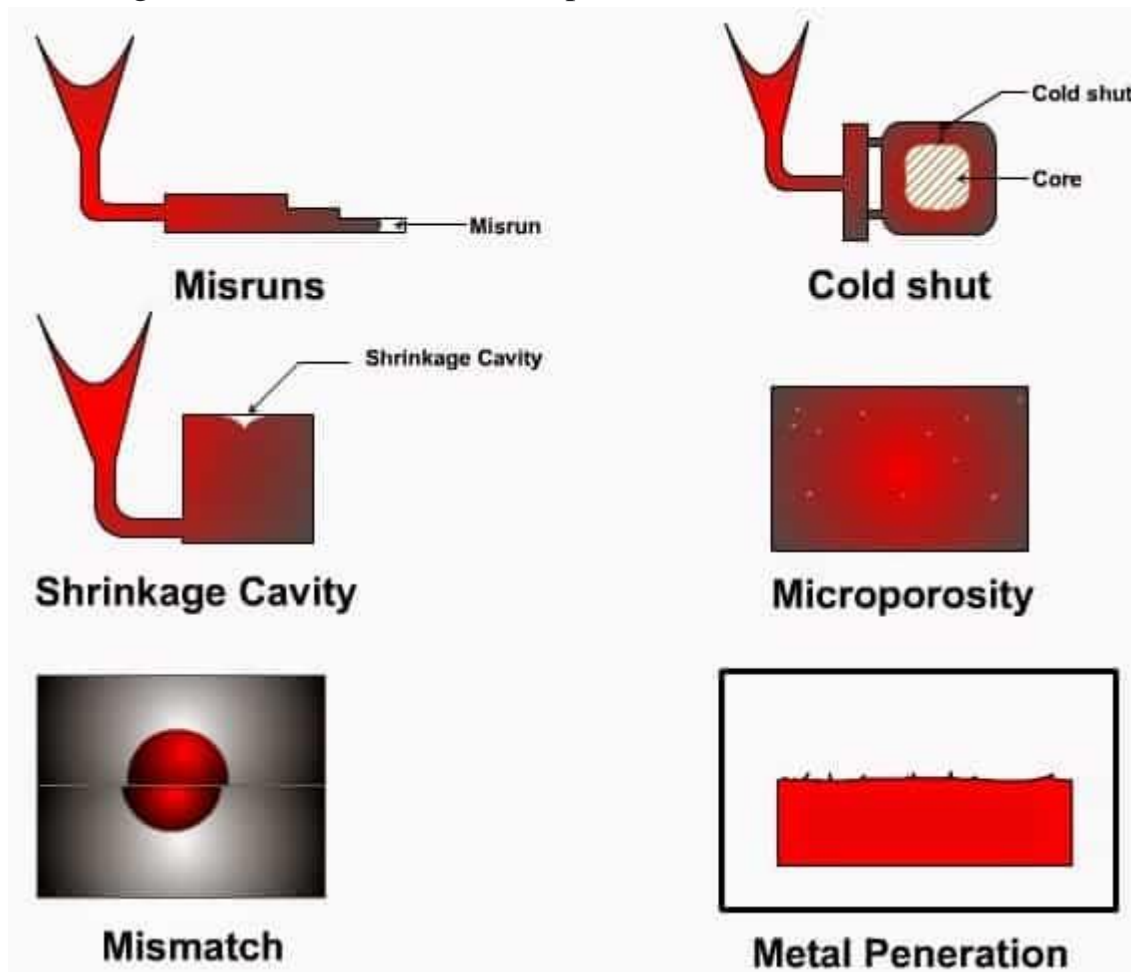 Cold shut
Core
Misrun
Misruns
Cold shut
Shrinkage Cavity
Shrinkage Cavity
Microporosity
Mismatch
Metal Peneration